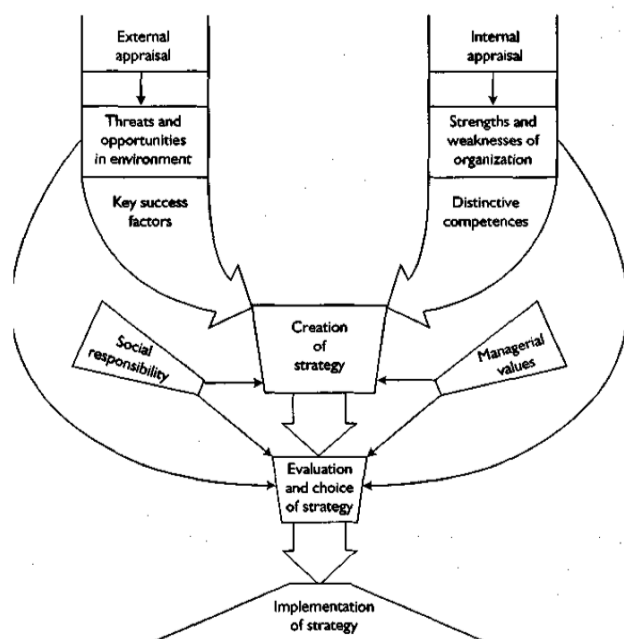 External
appraisal
Internal
appraisal
Threats and
opportunities
in environment
Strengths and
weaknesses of
organization
Key success
factors
Distinctive
competences
Creation
of
strategy
Social
responsibility
Managerial
values
Evaluation
and choice
of strategy
Implementation
of strategy